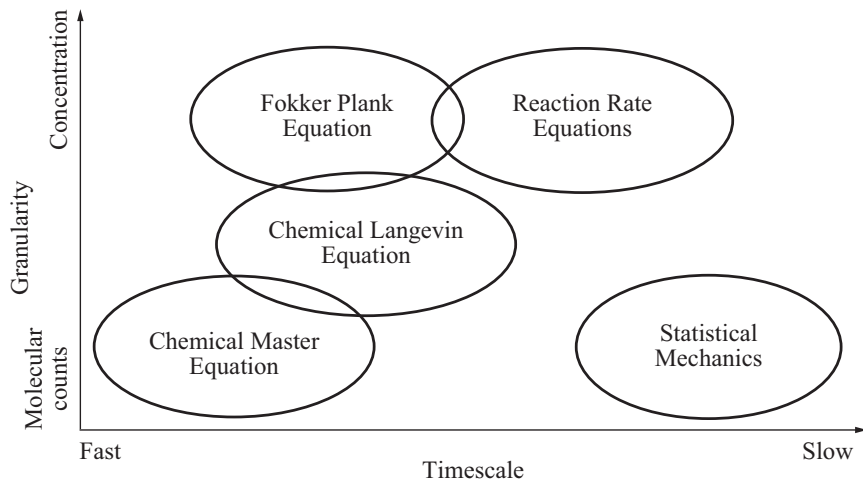 Concentration
Granularity
Molecular
counts
Fokker Plank
Equation
Reaction Rate
Equations
Chemical Langevin
Equation
Chemical Master
Equation
Statistical
Mechanics
Fast
Slow
Timescale